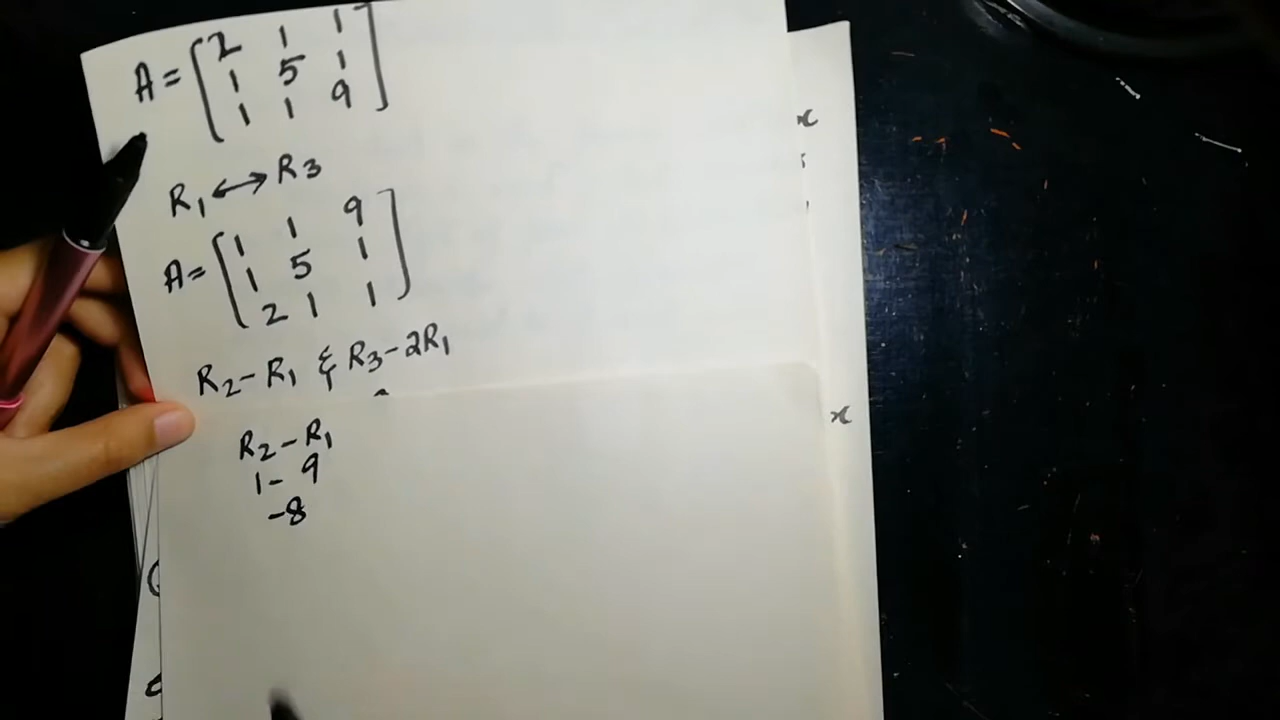 A = [ 2 1 1
1 5 1
1 1 9 ]
R1 ↔ R3
A = [ 1 1 9
1 5 1
2 1 1 ]
R2 - R1 & R3 - 2R1
R2 - R1
1 - 9
-8
x
x